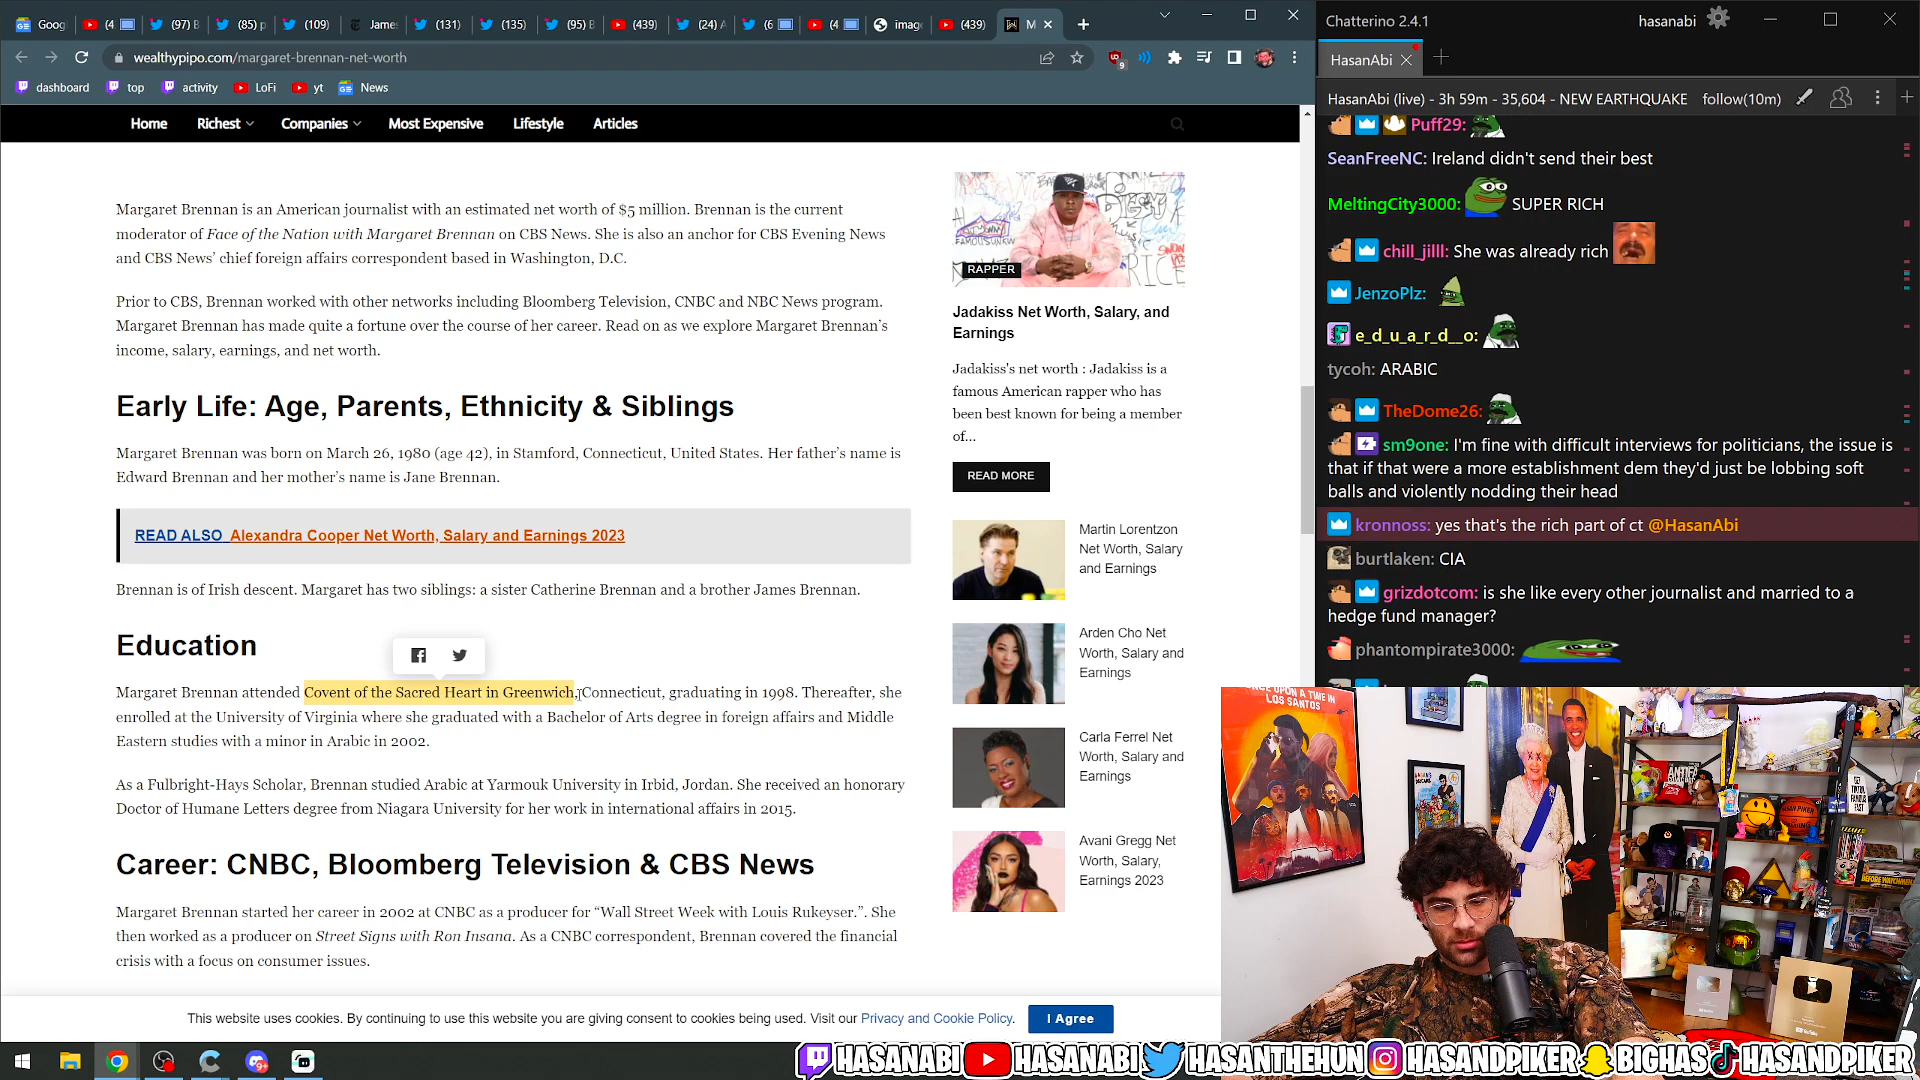 Goog
(4
(97) B
(85) p
(109)
Jame
(131)
(135)
(95) B
(439)
(24) A
(6
(4
imag
(439)
M
wealthypipo.com/margaret-brennan-net-worth
9
dashboard
top
activity
LoFi
yt
News
Home
Richest
Companies
Most Expensive
Lifestyle
Articles
Margaret Brennan is an American journalist with an estimated net worth of $5 million. Brennan is the current
moderator of Face of the Nation with Margaret Brennan on CBS News. She is also an anchor for CBS Evening News
and CBS News' chief foreign affairs correspondent based in Washington, D.C.
Prior to CBS, Brennan worked with other networks including Bloomberg Television, CNBC and NBC News program.
Margaret Brennan has made quite a fortune over the course of her career. Read on as we explore Margaret Brennan's
income, salary, earnings, and net worth.
Early Life: Age, Parents, Ethnicity & Siblings
Margaret Brennan was born on March 26, 1980 (age 42), in Stamford, Connecticut, United States. Her father's name is
Edward Brennan and her mother's name is Jane Brennan.
READ ALSO Alexandra Cooper Net Worth, Salary and Earnings 2023
Brennan is of Irish descent. Margaret has two siblings: a sister Catherine Brennan and a brother James Brennan.
Education
Margaret Brennan attended Covent of the Sacred Heart in Greenwich, Connecticut, graduating in 1998. Thereafter, she
enrolled at the University of Virginia where she graduated with a Bachelor of Arts degree in foreign affairs and Middle
Eastern studies with a minor in Arabic in 2002.
As a Fulbright-Hays Scholar, Brennan studied Arabic at Yarmouk University in Irbid, Jordan. She received an honorary
Doctor of Humane Letters degree from Niagara University for her work in international affairs in 2015.
Career: CNBC, Bloomberg Television & CBS News
Margaret Brennan started her career in 2002 at CNBC as a producer for “Wall Street Week with Louis Rukeyser.”. She
then worked as a producer on Street Signs with Ron Insana. As a CNBC correspondent, Brennan covered the financial
crisis with a focus on consumer issues.
RAPPER
Jadakiss Net Worth, Salary, and
Earnings
Jadakiss's net worth : Jadakiss is a
famous American rapper who has
been best known for being a member
of...
READ MORE
Martin Lorentzon
Net Worth, Salary
and Earnings
Arden Cho Net
Worth, Salary and
Earnings
Carla Ferrel Net
Worth, Salary and
Earnings
Avani Gregg Net
Worth, Salary,
Earnings 2023
This website uses cookies. By continuing to use this website you are giving consent to cookies being used. Visit our Privacy and Cookie Policy.
I Agree
Chatterino 2.4.1
hasanabi
HasanAbi
HasanAbi (live) - 3h 59m - 35,604 - NEW EARTHQUAKE
follow(10m)
Puff29:
SeanFreeNC: Ireland didn't send their best
MeltingCity3000: SUPER RICH
chill_jilll: She was already rich
JenzoPlz:
e_d_u_a_r_d__o:
tycoh: ARABIC
TheDome26:
sm9one: I'm fine with difficult interviews for politicians, the issue is
that if that were a more establishment dem they'd just be lobbing soft
balls and violently nodding their head
kronnoss: yes that's the rich part of ct @HasanAbi
burtlaken: CIA
grizdotcom: is she like every other journalist and married to a
hedge fund manager?
phantompirate3000:
ONCE UPON A TIME IN
LOS SANTOS
HASANABI
HASANABI
HASANTHEHUN
HASANDPIKER
BIGHAS
HASANDPIKER